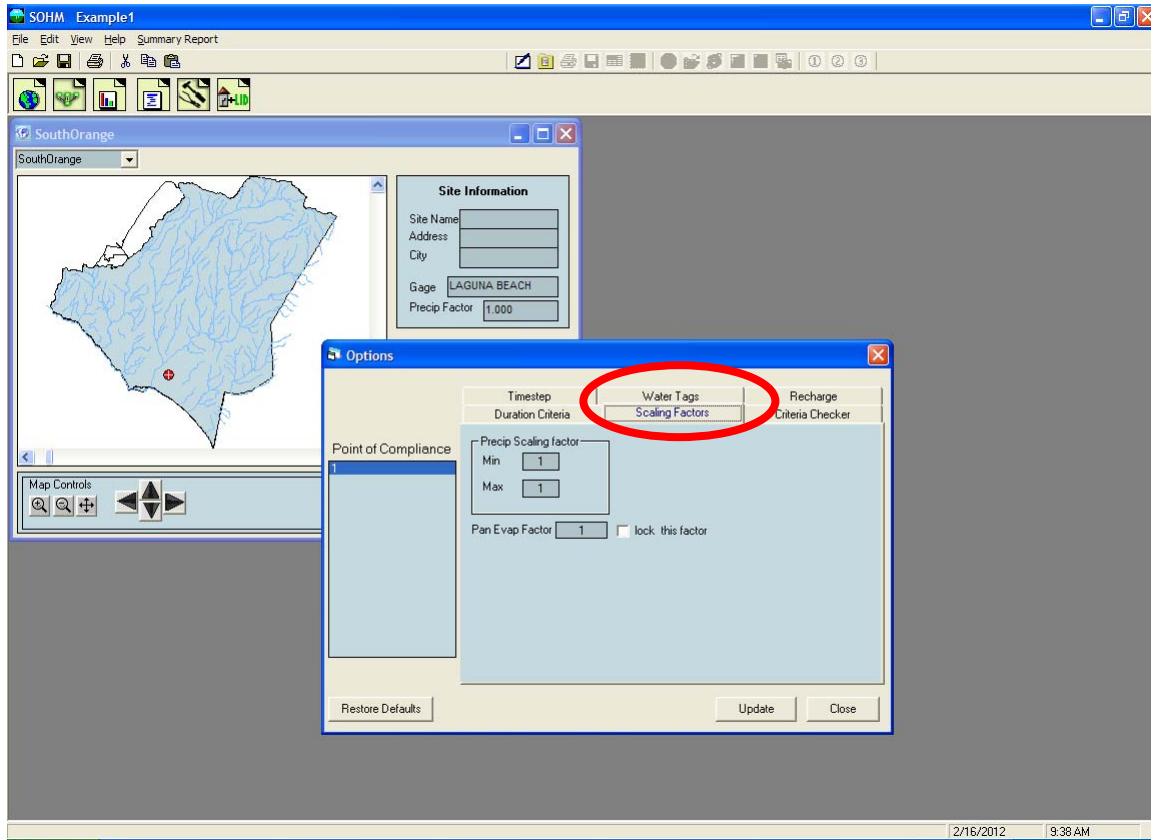 SOHM Example1
File Edit View Help Summary Report
SouthOrange
SouthOrange
Site Information
Site Name
Address
City
Gage LAGUNA BEACH
Precip Factor 1.000
Map Controls
Options
Timestep Water Tags Recharge
Duration Criteria Scaling Factors Criteria Checker
Point of Compliance
1
Precip Scaling factor
Min 1
Max 1
Pan Evap Factor 1 lock this factor
Restore Defaults Update Close
2/16/2012 9:38 AM